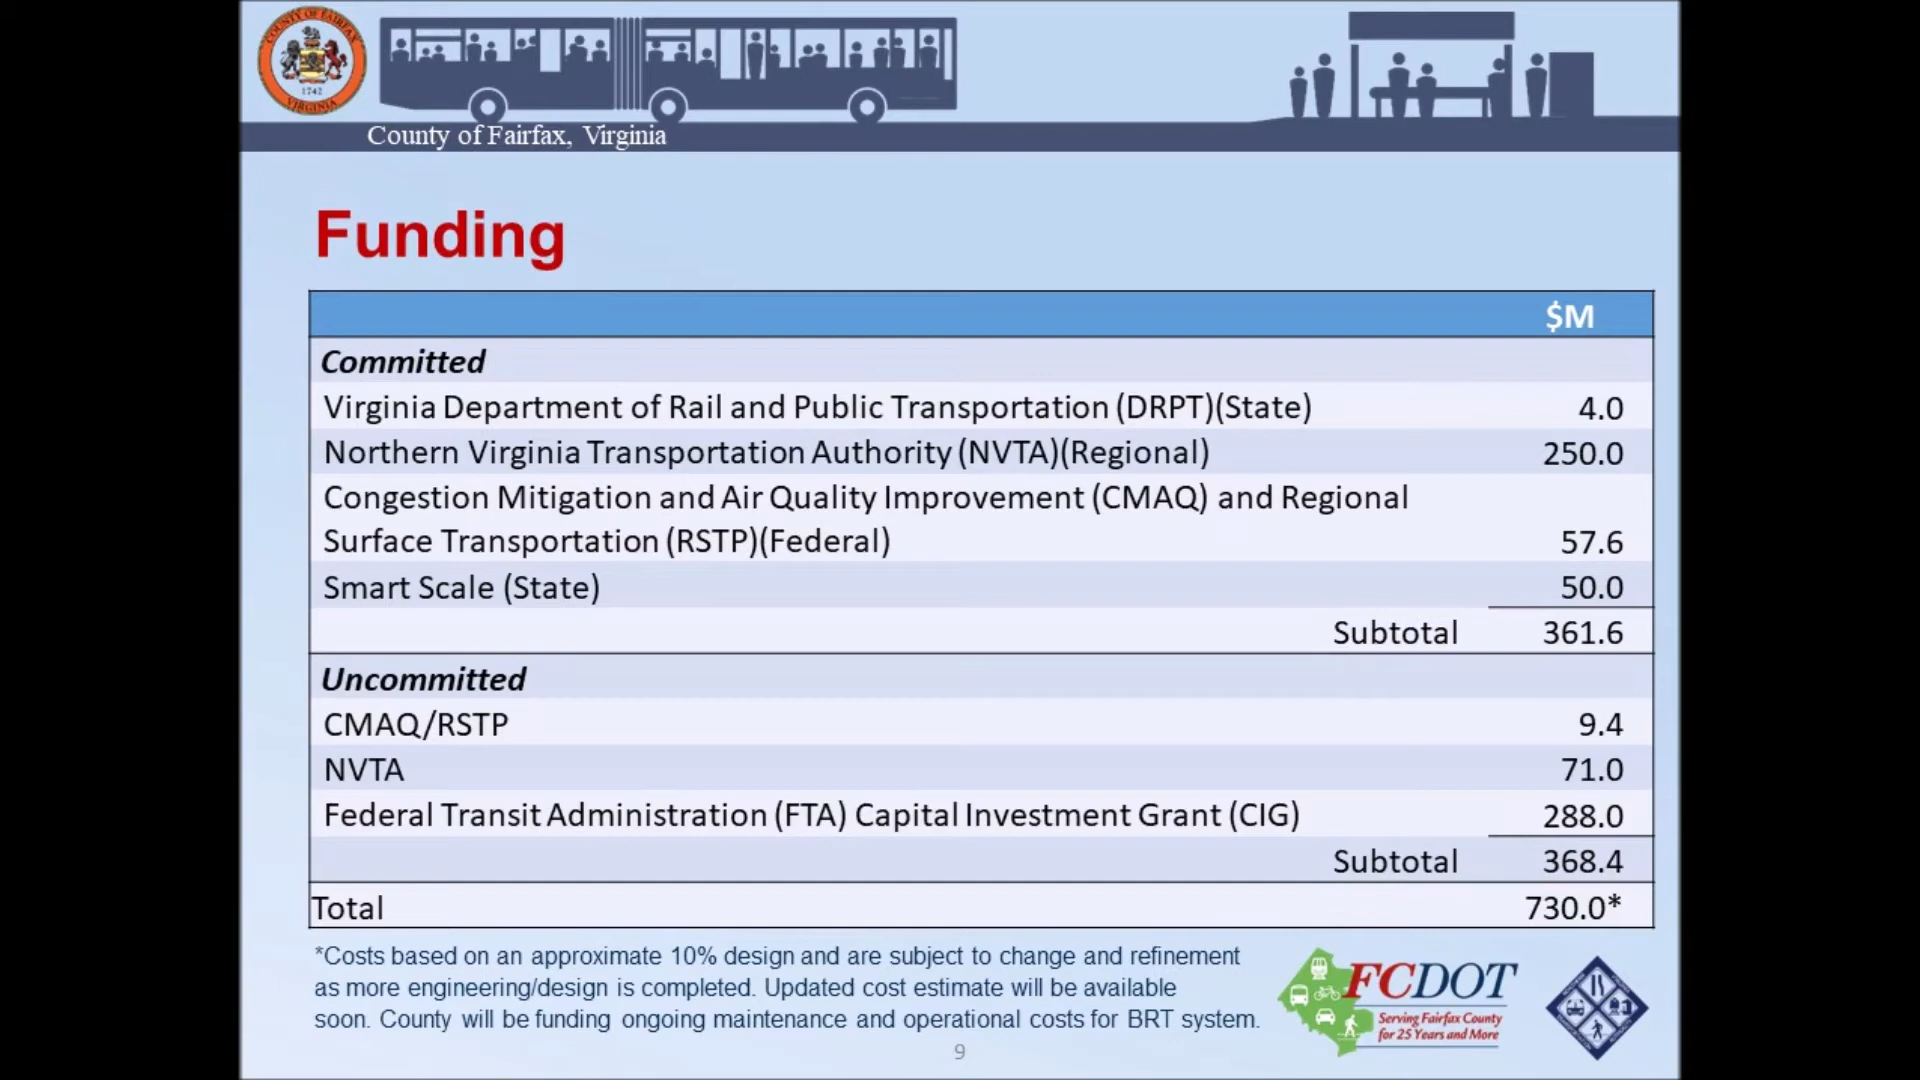 COUNTY OF FAIRFAX
1742
VIRGINIA
County of Fairfax, Virginia
Funding
$M
Committed
Virginia Department of Rail and Public Transportation (DRPT)(State) 4.0
Northern Virginia Transportation Authority (NVTA)(Regional) 250.0
Congestion Mitigation and Air Quality Improvement (CMAQ) and Regional
Surface Transportation (RSTP)(Federal) 57.6
Smart Scale (State) 50.0
Subtotal 361.6
Uncommitted
CMAQ/RSTP 9.4
NVTA 71.0
Federal Transit Administration (FTA) Capital Investment Grant (CIG) 288.0
Subtotal 368.4
Total 730.0*
*Costs based on an approximate 10% design and are subject to change and refinement
as more engineering/design is completed. Updated cost estimate will be available
soon. County will be funding ongoing maintenance and operational costs for BRT system.
FCDOT
Serving Fairfax County
for 25 Years and More
9